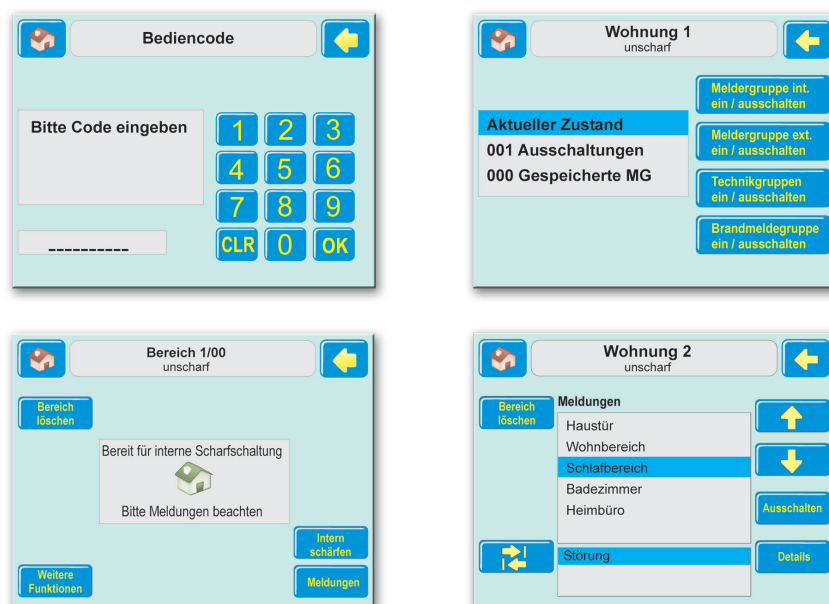 Bediencode
Bitte Code eingeben
1 2 3
4 5 6
7 8 9
CLR 0 OK
__________
Wohnung 1
unscharf
Meldergruppe int.
ein / ausschalten
Aktueller Zustand
001 Ausschaltungen
000 Gespeicherte MG
Meldergruppe ext.
ein / ausschalten
Technikgruppen
ein / ausschalten
Brandmeldegruppe
ein / ausschalten
Bereich 1/00
unscharf
Bereich
löschen
Bereit für interne Scharfschaltung
Bitte Meldungen beachten
Intern
schärfen
Weitere
Funktionen
Meldungen
Wohnung 2
unscharf
Bereich
löschen
Meldungen
Haustür
Wohnbereich
Schlafbereich
Badezimmer
Heimbüro
Ausschalten
Störung
Details